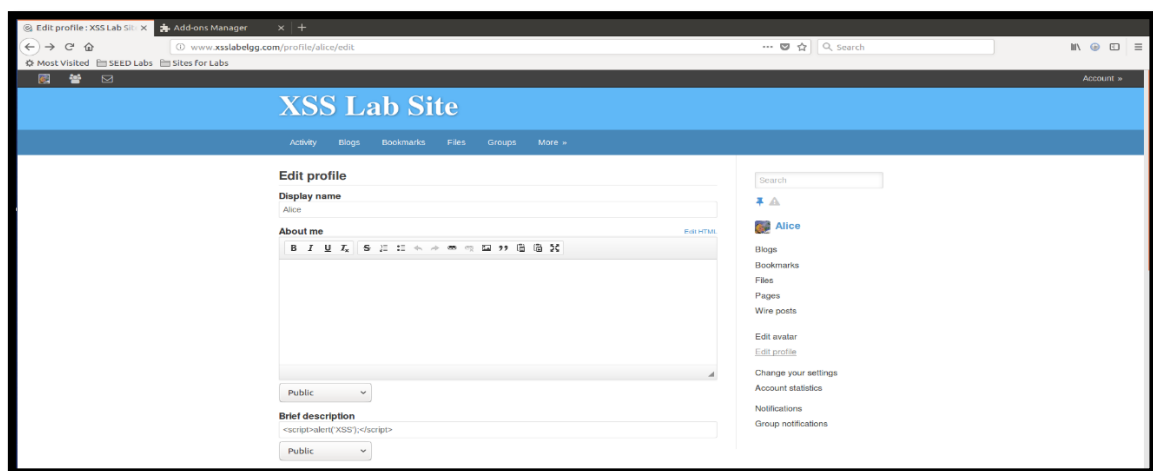 Edit profile : XSS Lab Sit
Add-ons Manager
www.xsslabelgg.com/profile/alice/edit
Search
Most Visited
SEED Labs
Sites for Labs
Account »
XSS Lab Site
Activity
Blogs
Bookmarks
Files
Groups
More »
Edit profile
Display name
Alice
About me
Edit HTML
B I U Tx S
Public
Brief description
<script>alert('XSS');</script>
Public
Search
Alice
Blogs
Bookmarks
Files
Pages
Wire posts
Edit avatar
Edit profile
Change your settings
Account statistics
Notifications
Group notifications